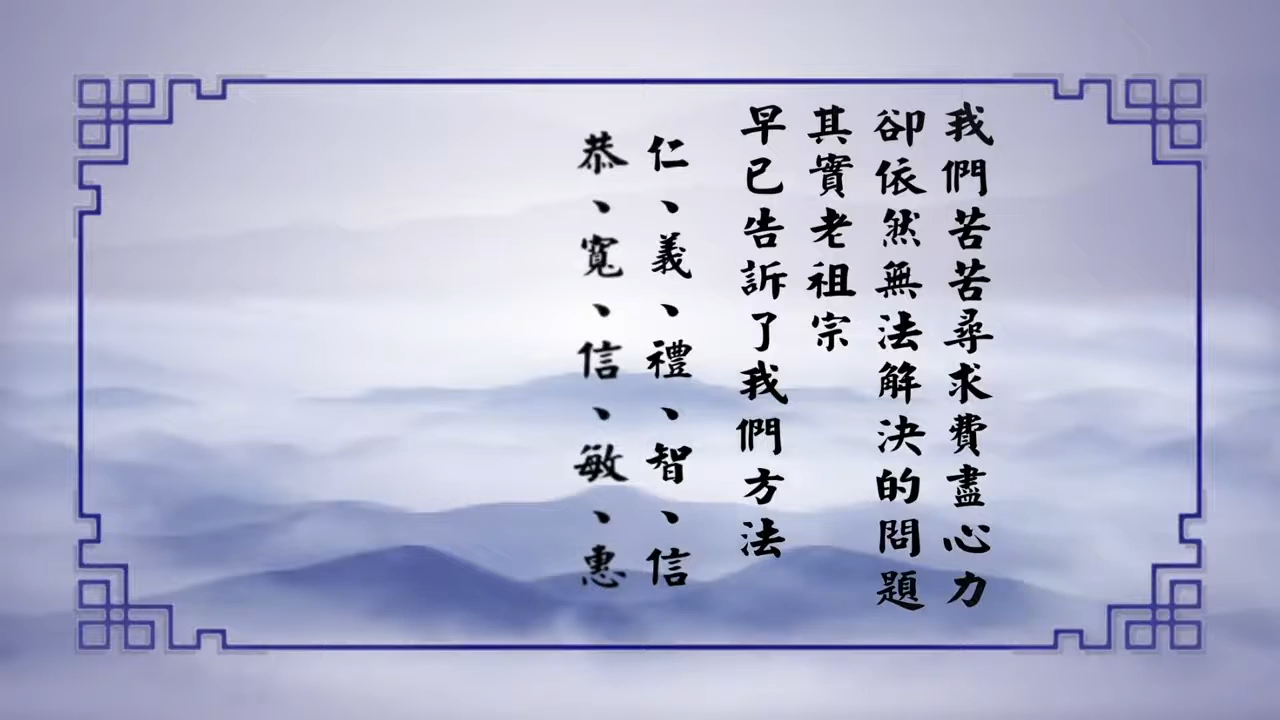 我們苦苦尋求費盡心力
卻依然無法解決的問題
其實老祖宗
早已告訴了我們方法
仁、義、禮、智、信
恭、寬、信、敏、惠